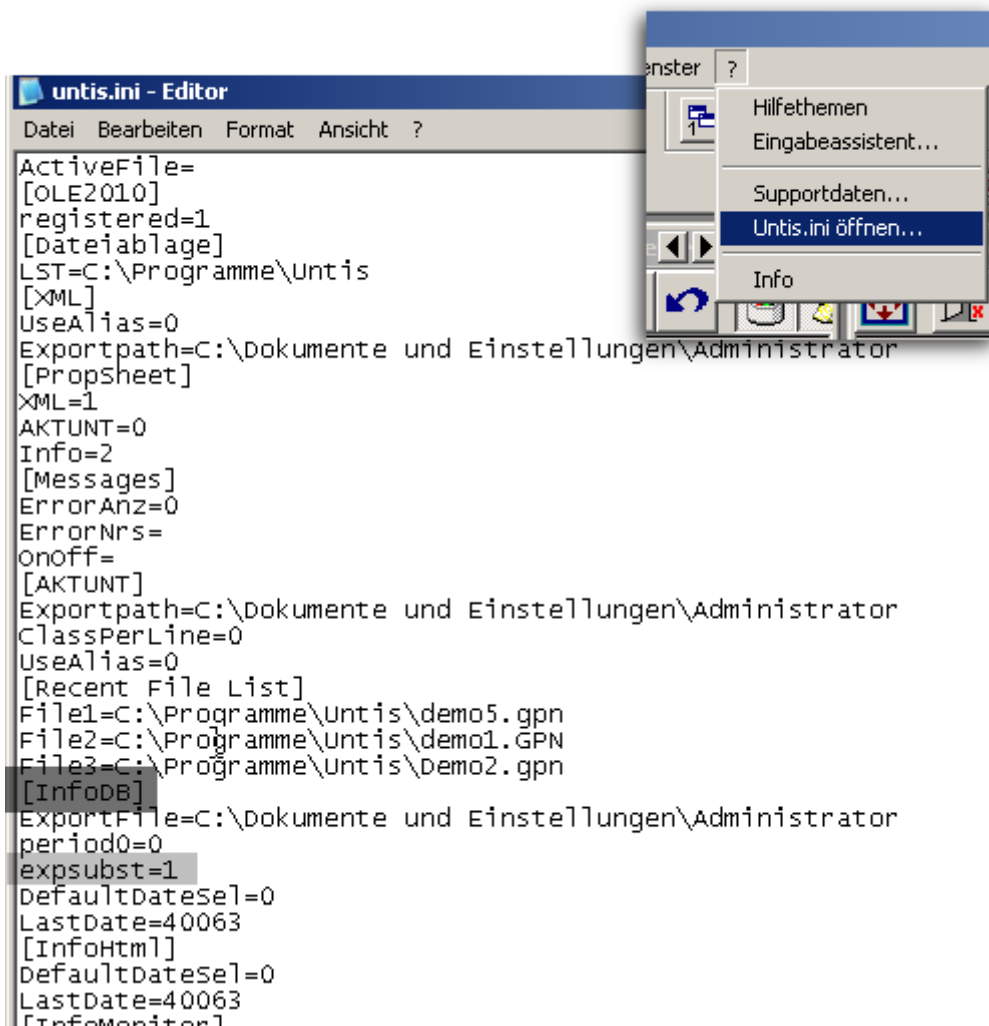 enster ?
Hilfethemen
Eingabeassistent...
Supportdaten...
Untis.ini öffnen...
Info
untis.ini - Editor
Datei Bearbeiten Format Ansicht ?
ActiveFile=
[OLE2010]
registered=1
[Dateiablage]
LST=C:\Programme\Untis
[XML]
UseAlias=0
Exportpath=C:\Dokumente und Einstellungen\Administrator
[PropSheet]
XML=1
AKTUNT=0
Info=2
[Messages]
ErrorAnz=0
ErrorNrs=
OnOff=
[AKTUNT]
Exportpath=C:\Dokumente und Einstellungen\Administrator
ClassPerLine=0
UseAlias=0
[Recent File List]
File1=C:\Programme\Untis\demo5.gpn
File2=C:\Programme\Untis\demo1.GPN
File3=C:\Programme\Untis\Demo2.gpn
[InfoDB]
ExportFile=C:\Dokumente und Einstellungen\Administrator
period0=0
expsubst=1
DefaultDateSel=0
LastDate=40063
[InfoHtml]
DefaultDateSel=0
LastDate=40063
[InfoMonitor]